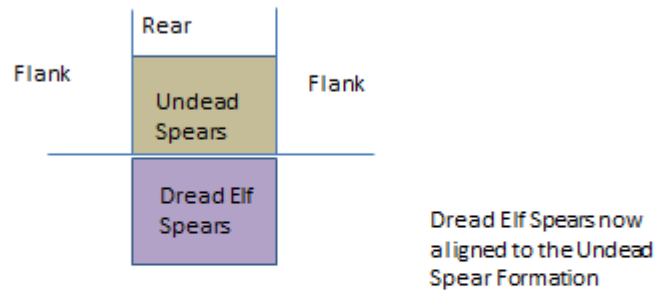 Rear
Flank
Flank
Undead
Spears
Dread Elf
Spears
Dread Elf Spears now
aligned to the Undead
Spear Formation